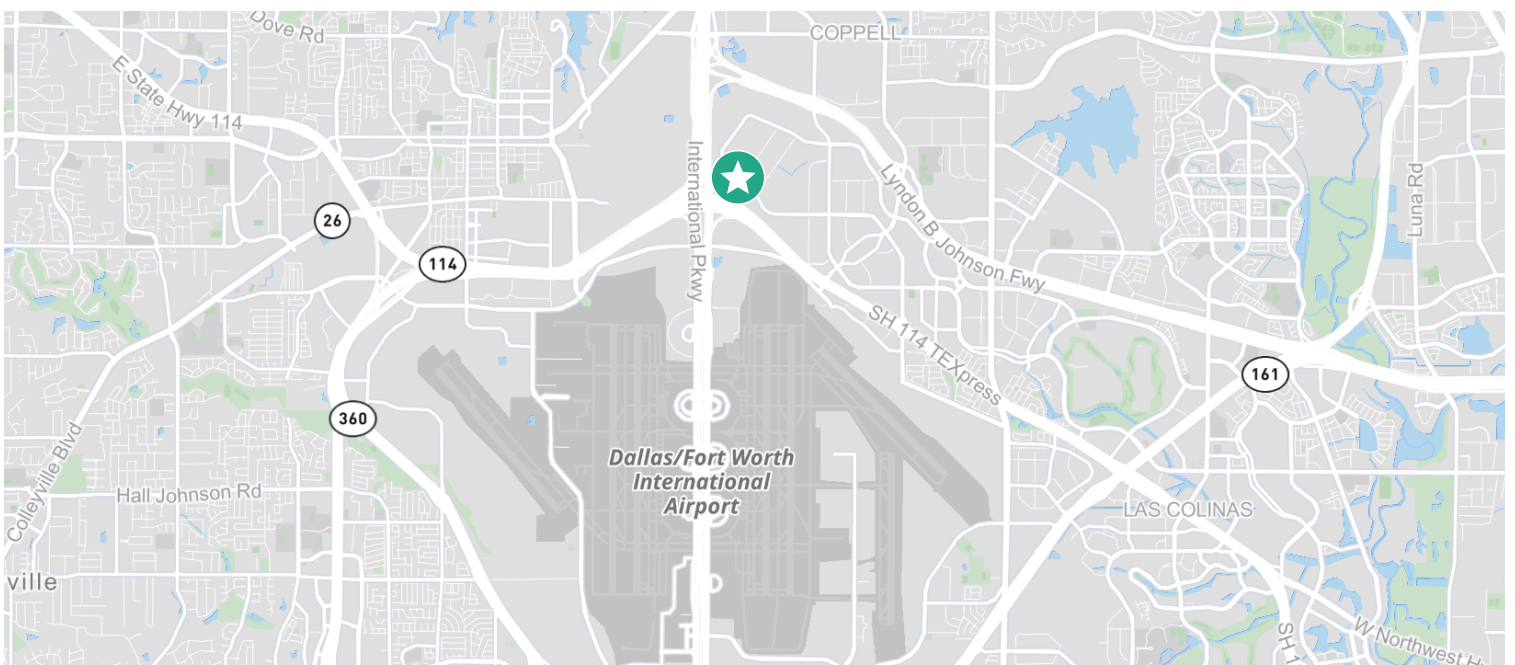 Dove Rd
COPPELL
E State Hwy 114
International Pkwy
Lyndon B Johnson Fwy
Luna Rd
26
114
SH 114 TEXpress
161
360
Dallas/Fort Worth
International
Airport
Colleyville Blvd
Hall Johnson Rd
LAS COLINAS
ville
SH 1
W Northwest H